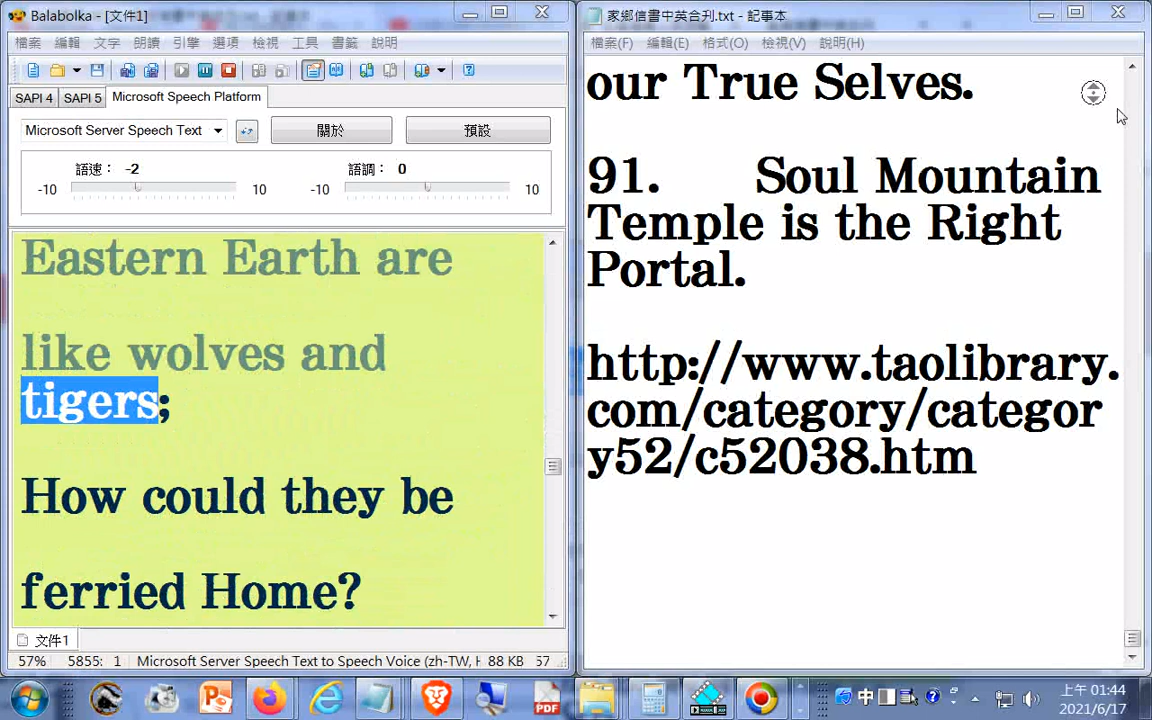 Balabolka - [文件1]
檔案 編輯 文字 朗讀 引擎 選項 檢視 工具 書籤 說明
SAPI 4 SAPI 5 Microsoft Speech Platform
Microsoft Server Speech Text 關於 預設
語速： -2 語調： 0
-10 10 -10 10
Eastern Earth are
like wolves and
tigers;
How could they be
ferried Home?
文件1
57% 5855: 1 Microsoft Server Speech Text to Speech Voice (zh-TW, H 88 KB 57
家鄉信書中英合刋.txt - 記事本
檔案(F) 編輯(E) 格式(O) 檢視(V) 說明(H)
our True Selves.
91. Soul Mountain
Temple is the Right
Portal.
http://www.taolibrary.
com/category/categor
y52/c52038.htm
PDF
中
上午 01:44
2021/6/17